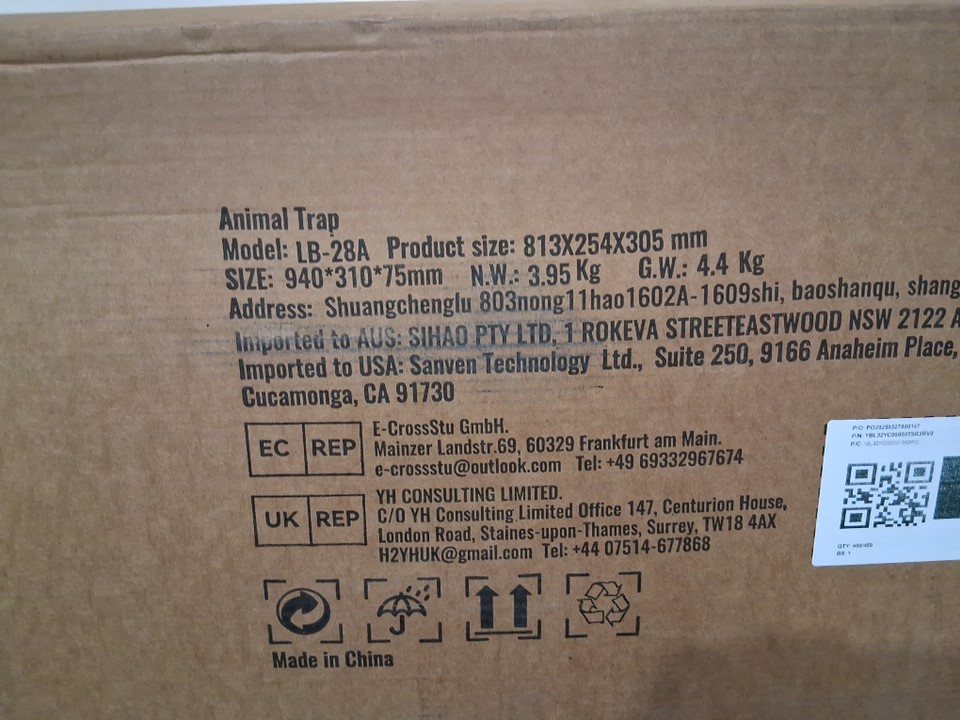 Animal Trap
Model: LB-28A Product size: 813X254X305 mm
SIZE: 940*310*75mm N.W.: 3.95 Kg G.W.: 4.4 Kg
Address: Shuangchenglu 803nong11hao1602A-1609shi, baoshanqu, shang
Imported to AUS: SIHAO PTY LTD, 1 ROKEVA STREETEASTWOOD NSW 2122 A
Imported to USA: Sanven Technology Ltd., Suite 250, 9166 Anaheim Place,
Cucamonga, CA 91730
EC REP
E-CrossStu GmbH.
Mainzer Landstr.69, 60329 Frankfurt am Main.
e-crossstu@outlook.com Tel: +49 69332967674
UK REP
YH CONSULTING LIMITED.
C/O YH Consulting Limited Office 147, Centurion House,
London Road, Staines-upon-Thames, Surrey, TW18 4AX
H2YHUK@gmail.com Tel: +44 07514-677868
Made in China
P/O:
P/N:
P/C:
QTY: